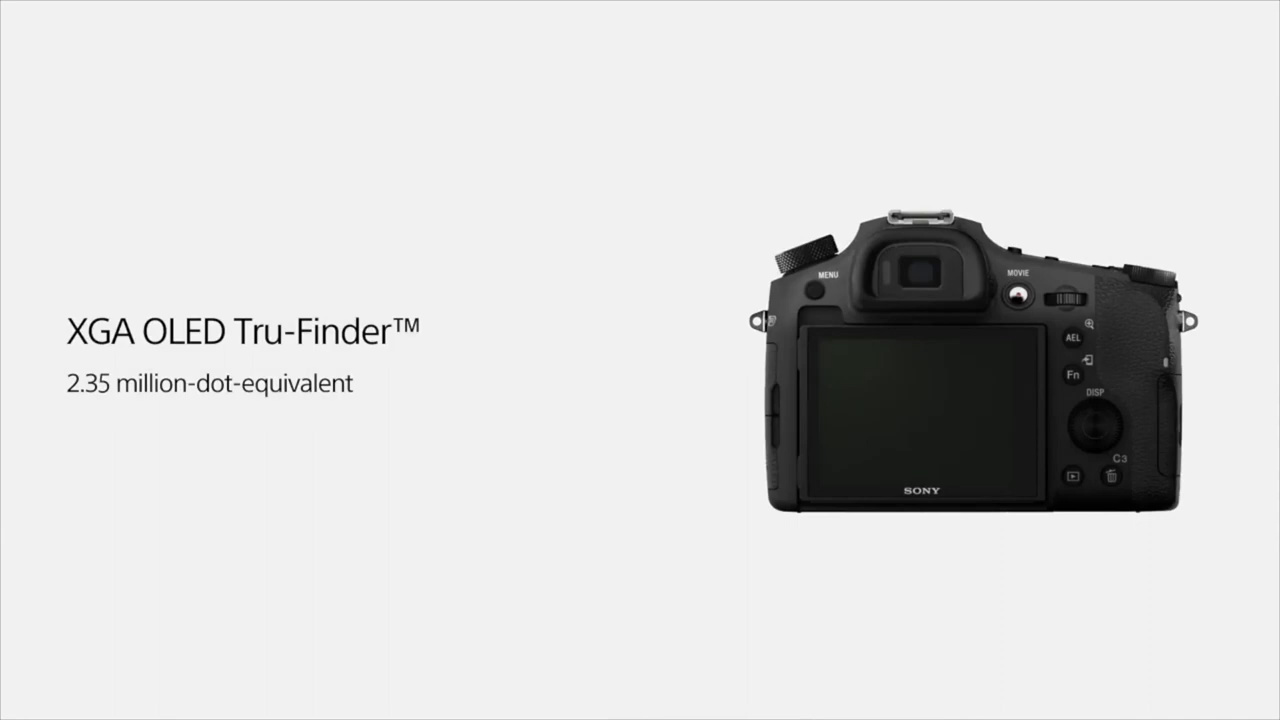 XGA OLED Tru-Finder™
2.35 million-dot-equivalent
MENU
MOVIE
AEL
Fn
DISP
C3
SONY